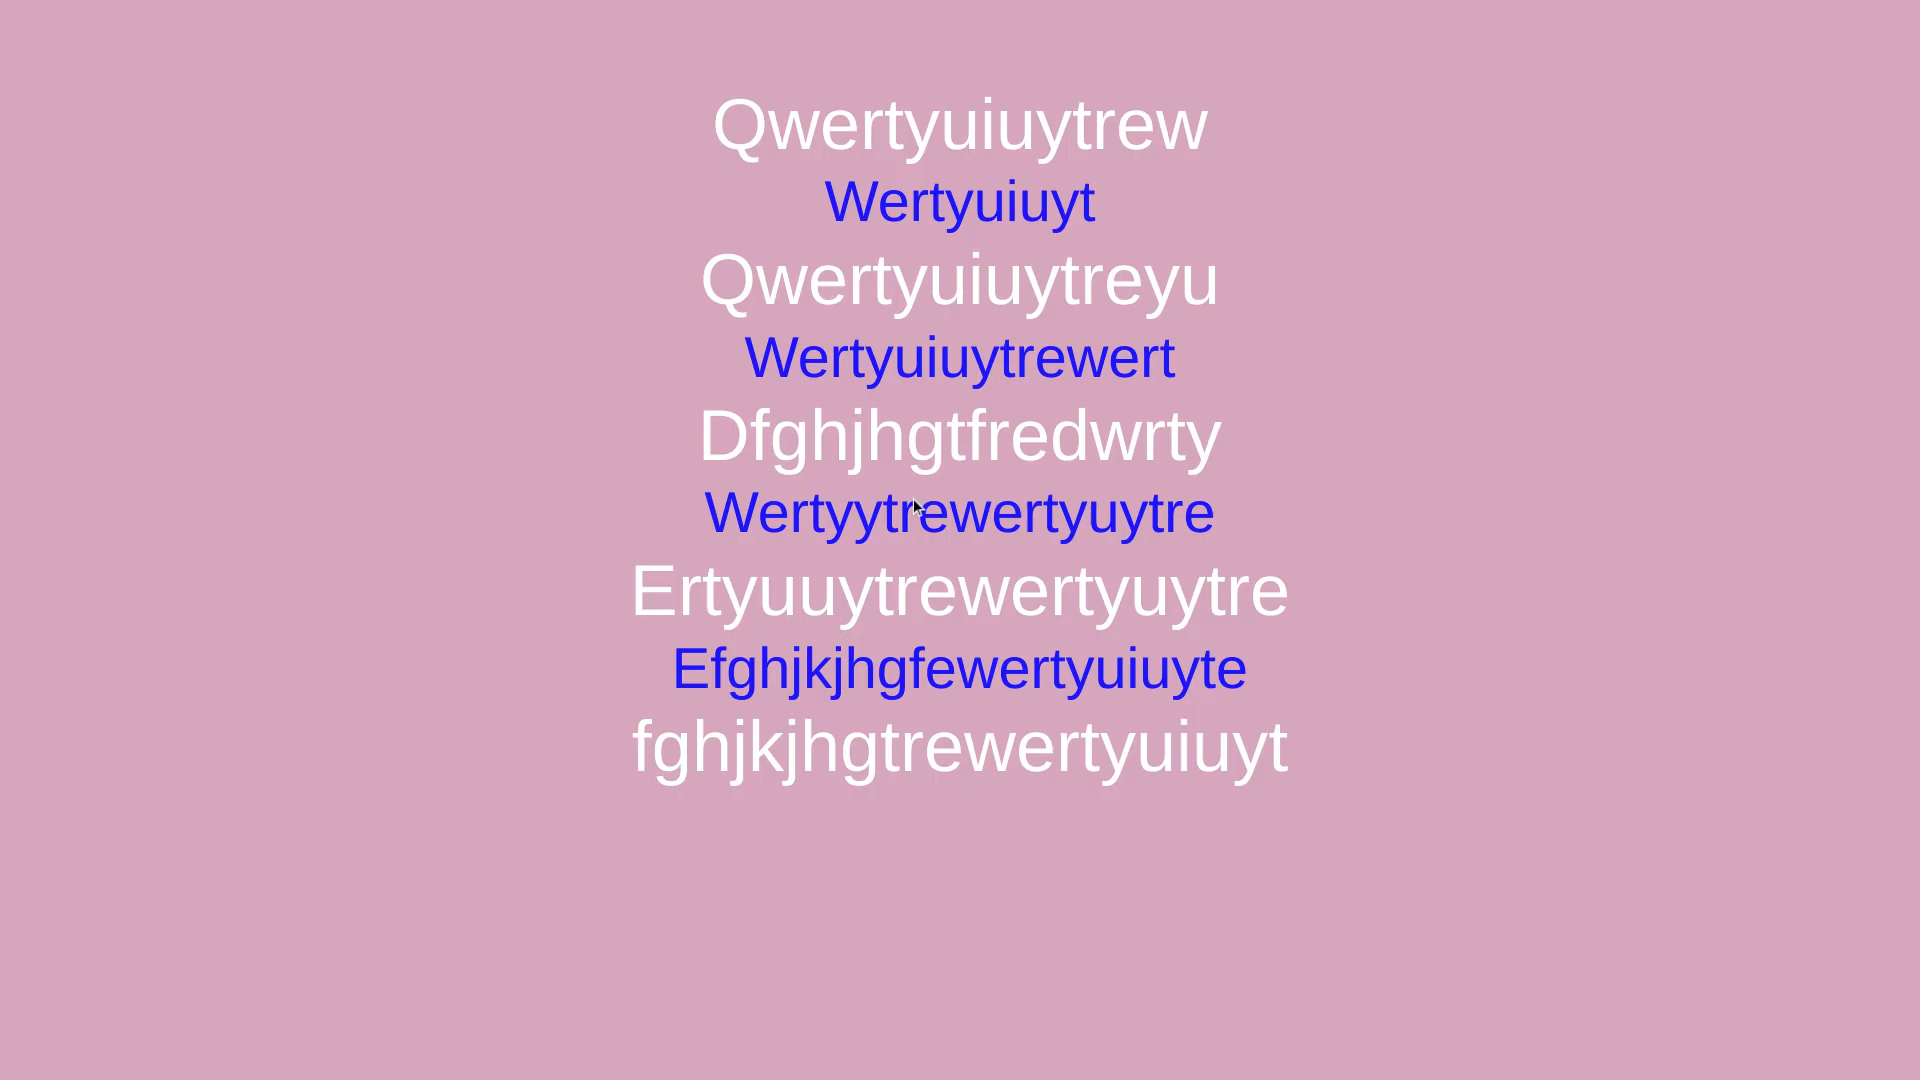 Qwertyuiuytrew
Wertyuiuyt
Qwertyuiuytreyu
Wertyuiuytrewert
Dfghjhgtfredwrty
Wertyytrewertyuytre
Ertyuuytrewertyuytre
Efghjkjhgfewertyuiuyte
fghjkjhgtrewertyuiuyt